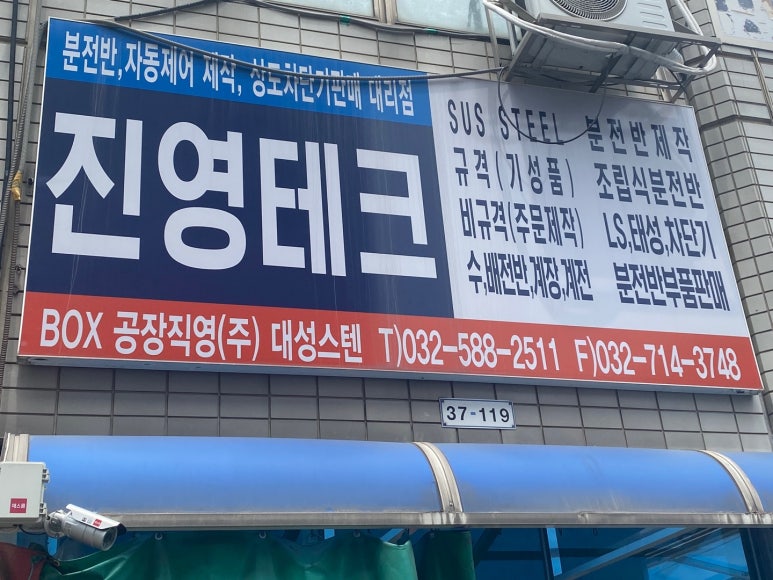 분전반,자동제어 제작, 상도차단기판매 대리점
진영테크
SUS STEEL 분전반제작
규격(기성품) 조립식분전반
비규격(주문제작) LS,태성,차단기
수,배전반,계장,계전 분전반부품판매
BOX 공장직영(주) 대성스텐 T)032-588-2511 F)032-714-3748
37-119